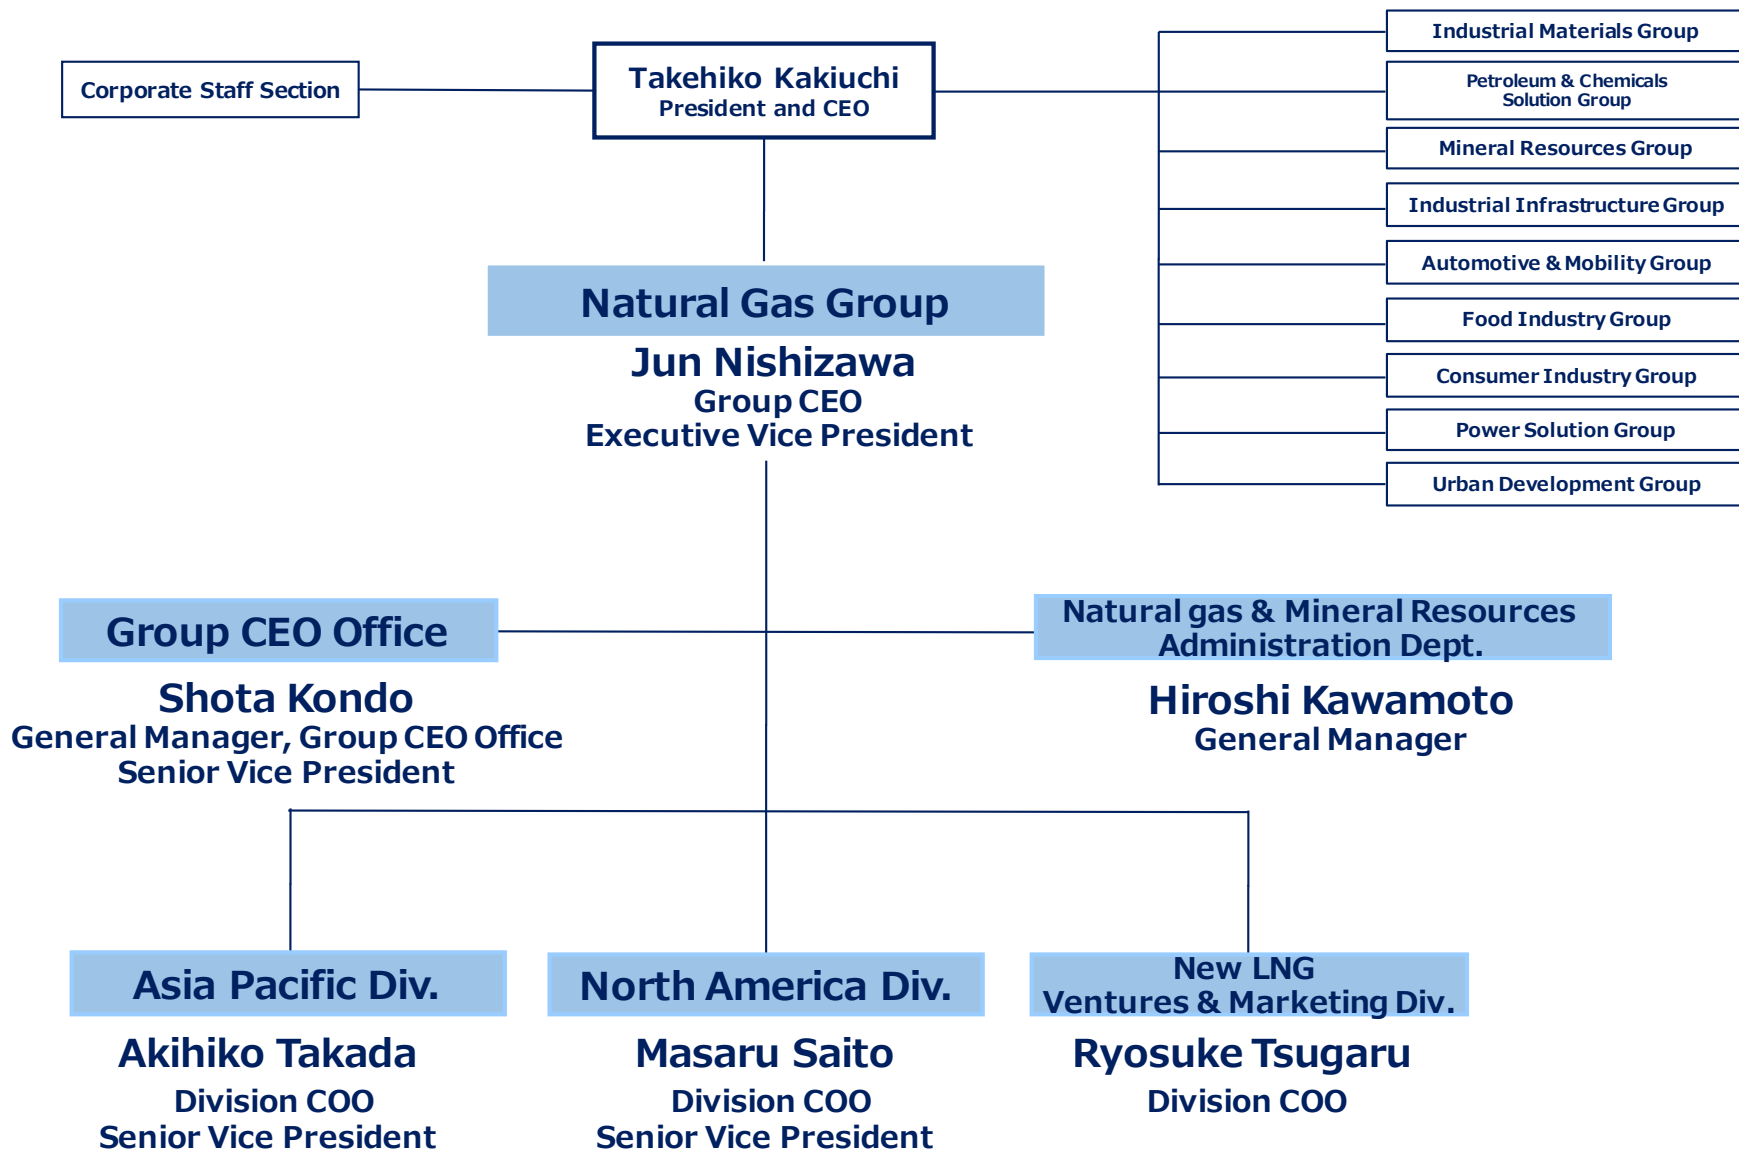 Corporate Staff Section
Takehiko Kakiuchi
President and CEO
Industrial Materials Group
Petroleum & Chemicals
Solution Group
Mineral Resources Group
Industrial Infrastructure Group
Automotive & Mobility Group
Food Industry Group
Consumer Industry Group
Power Solution Group
Urban Development Group
Natural Gas Group
Jun Nishizawa
Group CEO
Executive Vice President
Group CEO Office
Shota Kondo
General Manager, Group CEO Office
Senior Vice President
Natural gas & Mineral Resources
Administration Dept.
Hiroshi Kawamoto
General Manager
Asia Pacific Div.
Akihiko Takada
Division COO
Senior Vice President
North America Div.
Masaru Saito
Division COO
Senior Vice President
New LNG
Ventures & Marketing Div.
Ryosuke Tsugaru
Division COO